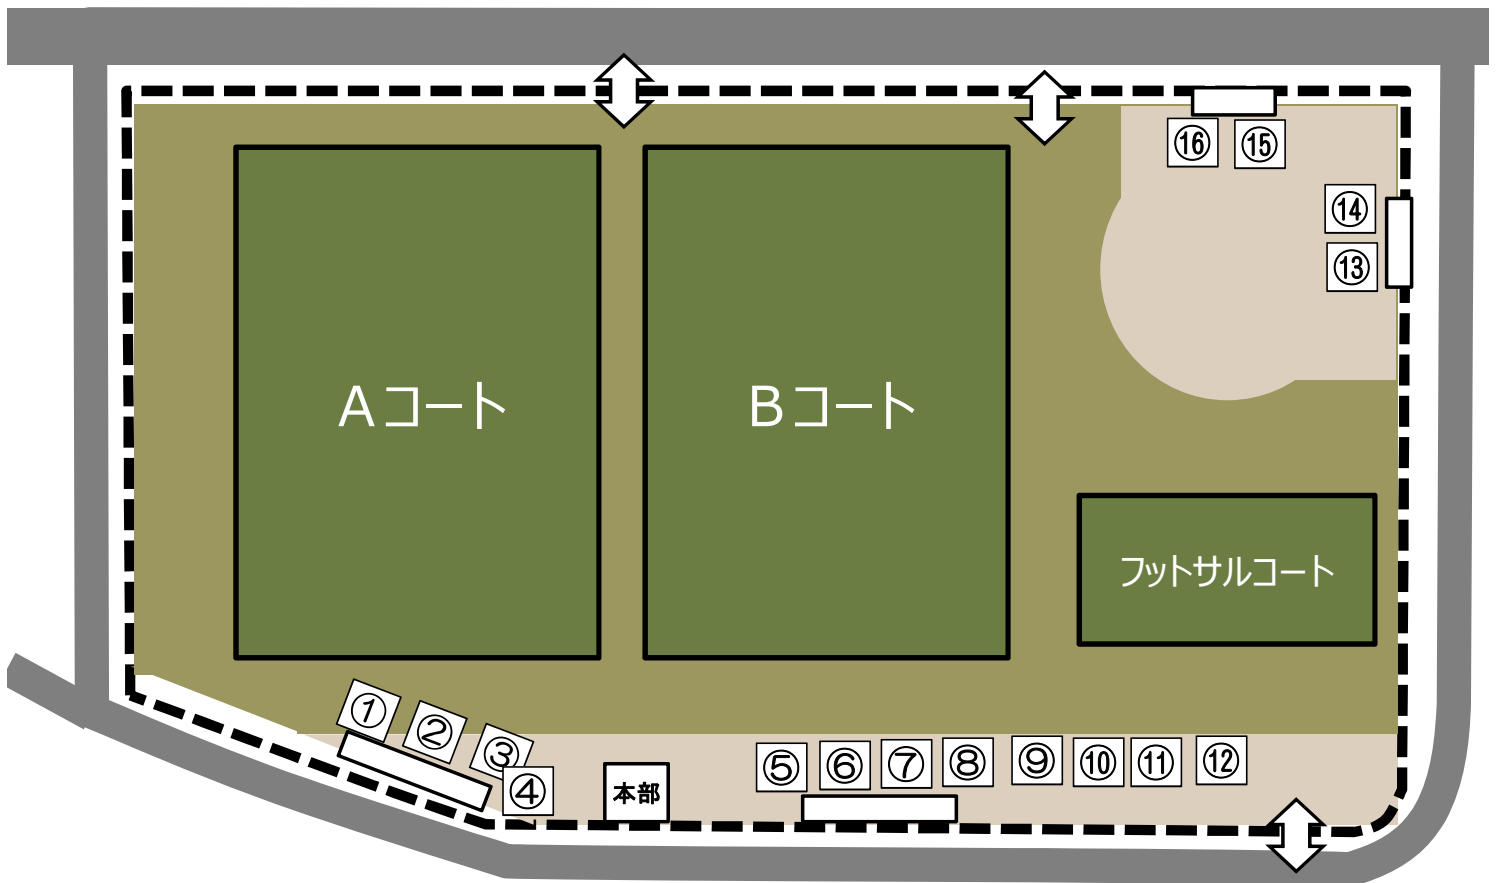 ⑯ ⑮
⑭
⑬
Aコート
Bコート
フットサルコート
① ② ③ ④
本部
⑤ ⑥ ⑦ ⑧ ⑨ ⑩ ⑪ ⑫